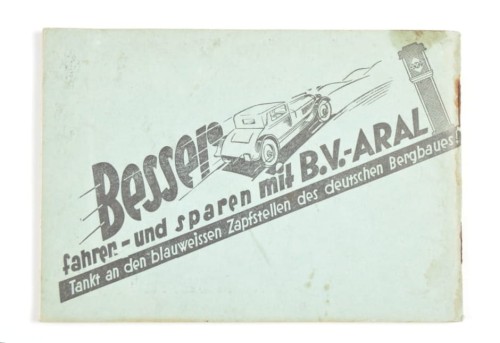 Besser
fahren - und sparen mit B.V.-ARAL
Tankt an den blauweissen Zapfstellen des deutschen Bergbaues!